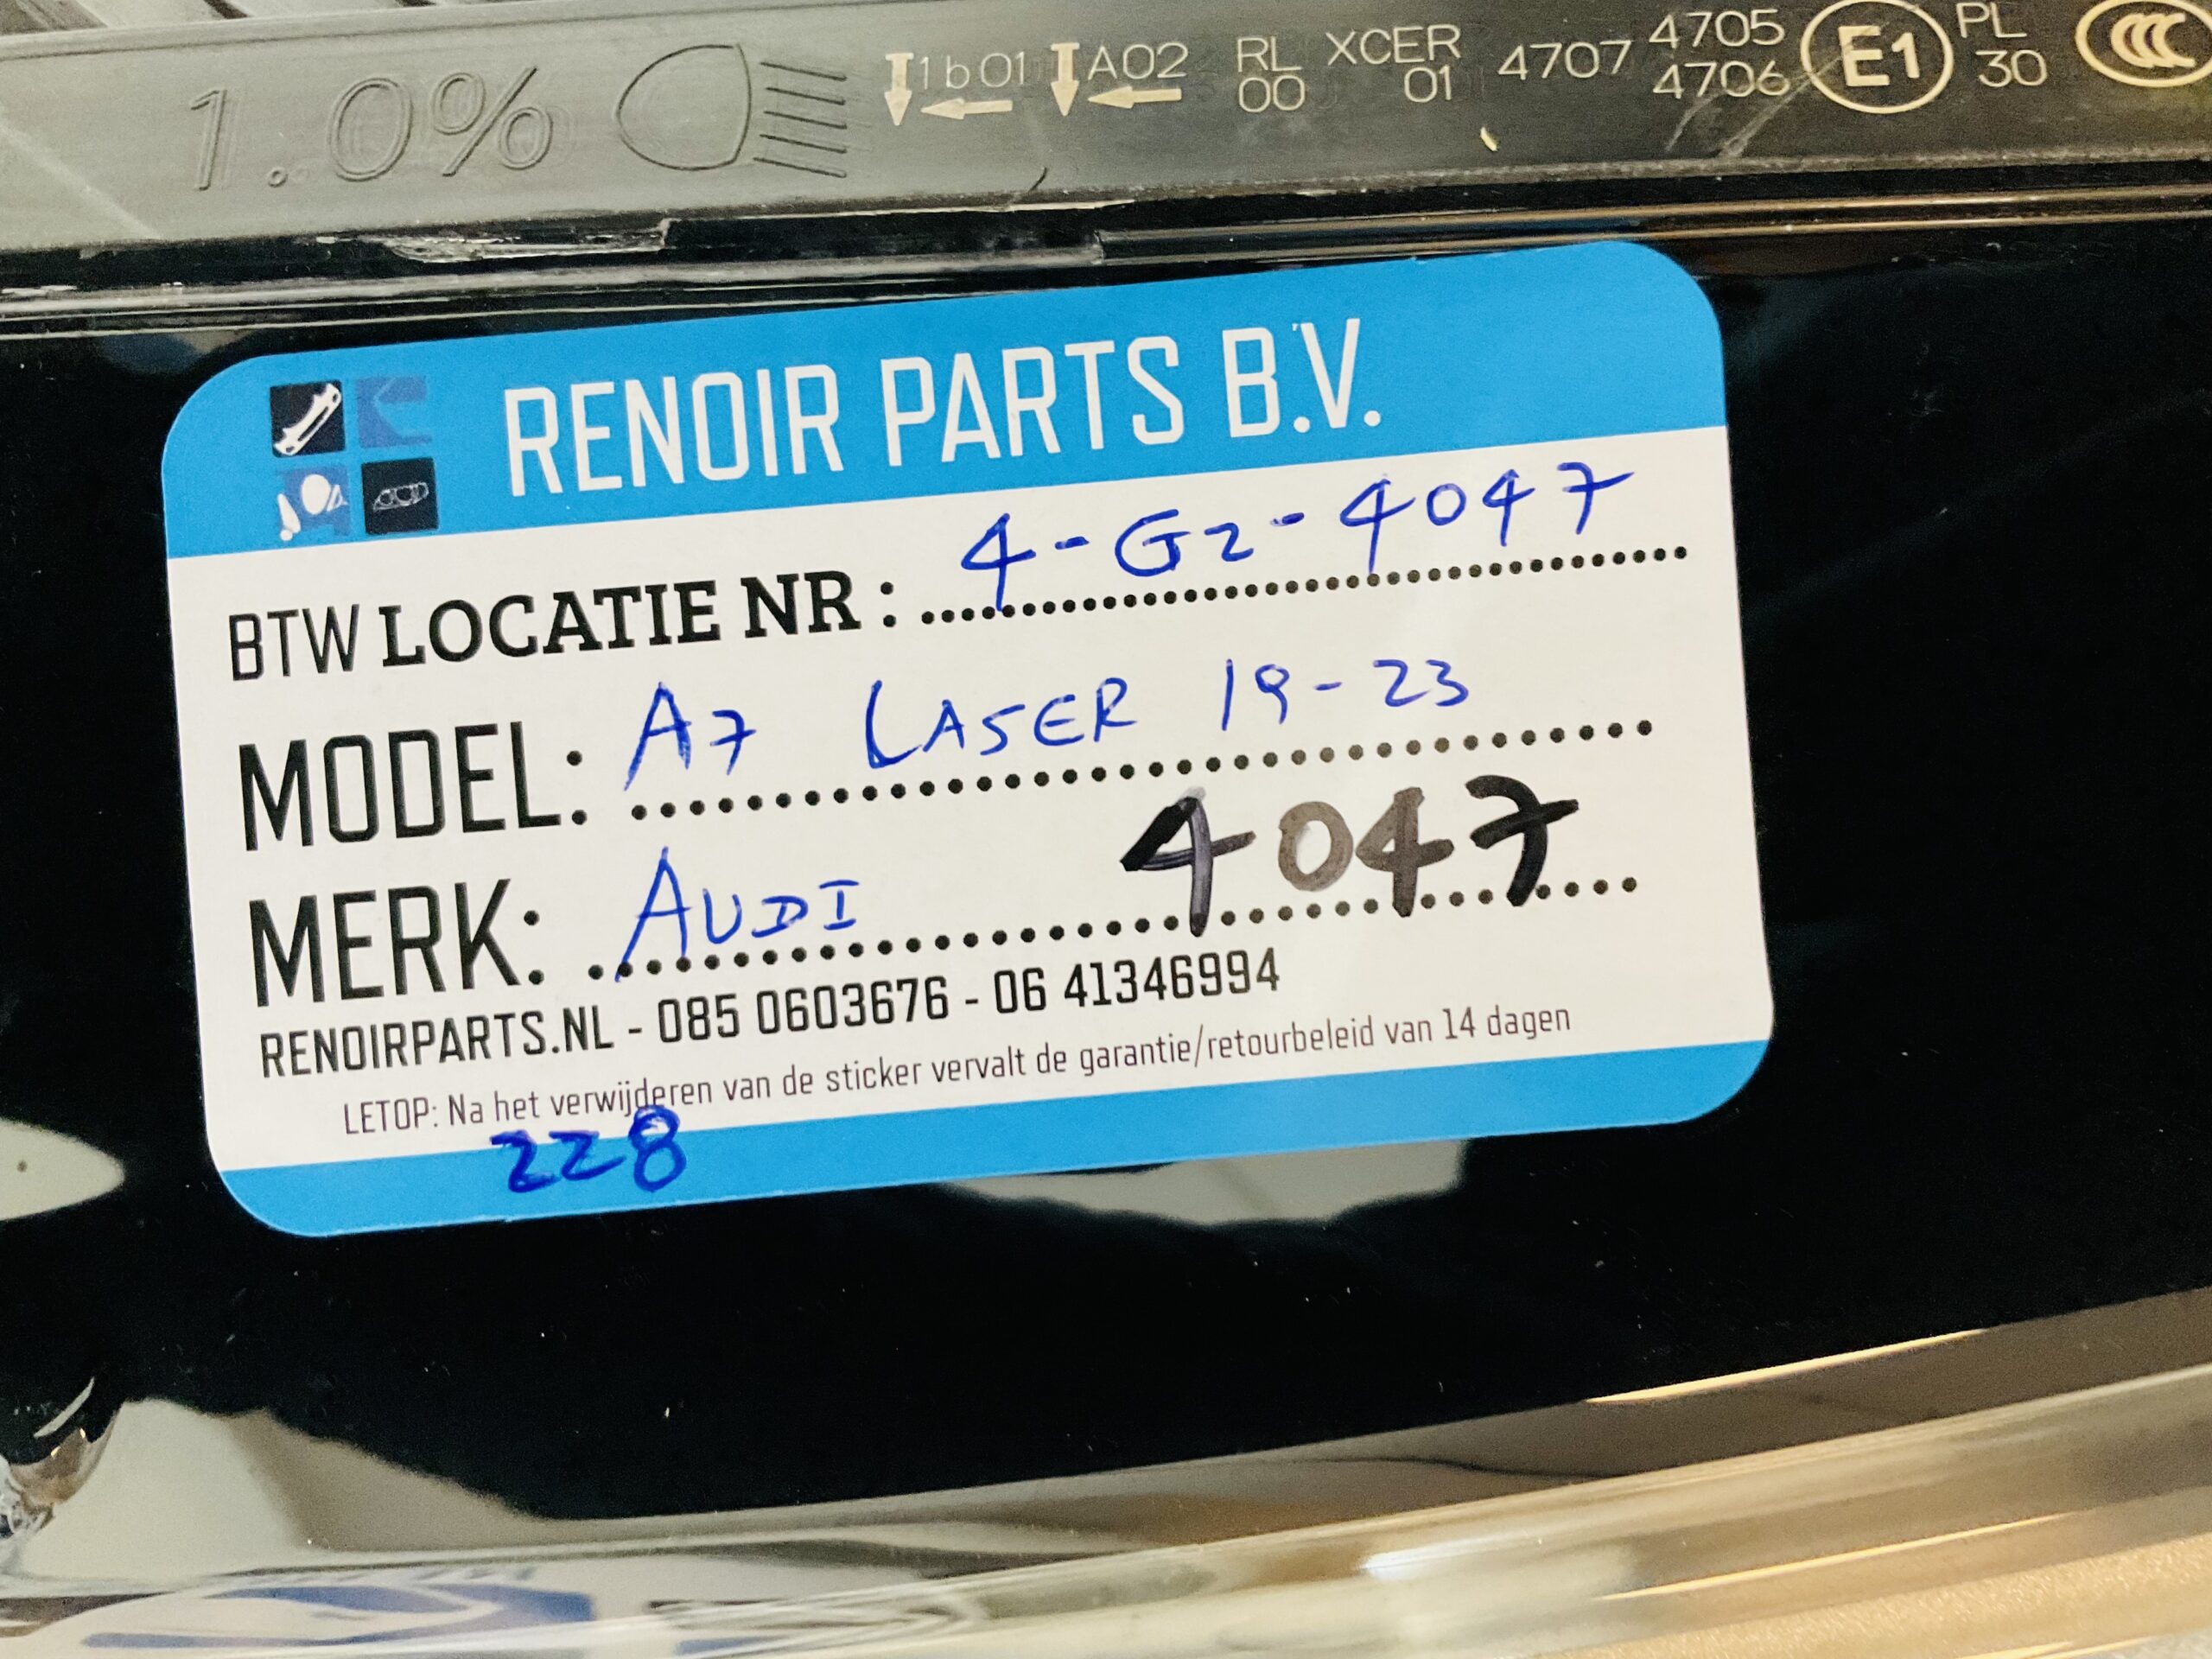 1.0% 1b01 A02 RL 00 XCER 01 4707 4705 4706 E1 PL 30 CCC
RENOIR PARTS B.V.
BTW LOCATIE NR: 4-G2-4047
MODEL: A7 LASER 19-23
MERK: AUDI 4047
RENOIRPARTS.NL - 085 0603676 - 06 41346994
LETOP: Na het verwijderen van de sticker vervalt de garantie/retourbeleid van 14 dagen
228